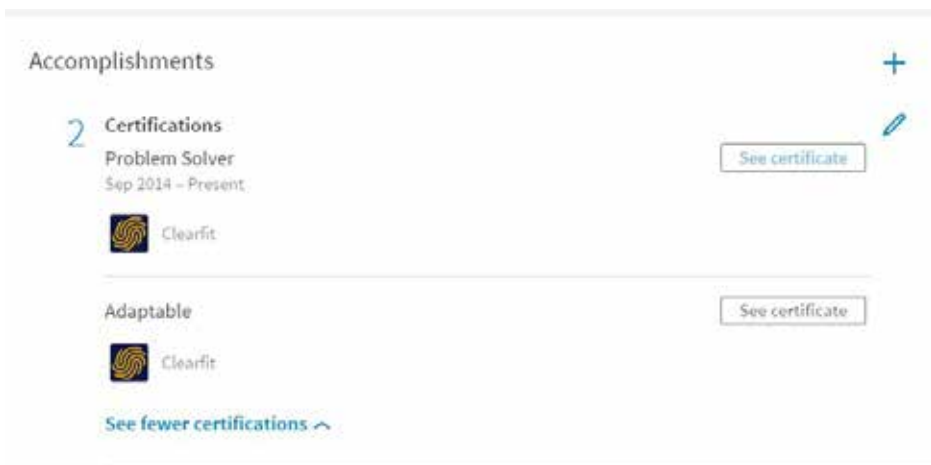 Accomplishments
2 Certifications
Problem Solver
See certificate
Sep 2014 – Present
Clearfit
Adaptable
See certificate
Clearfit
See fewer certifications